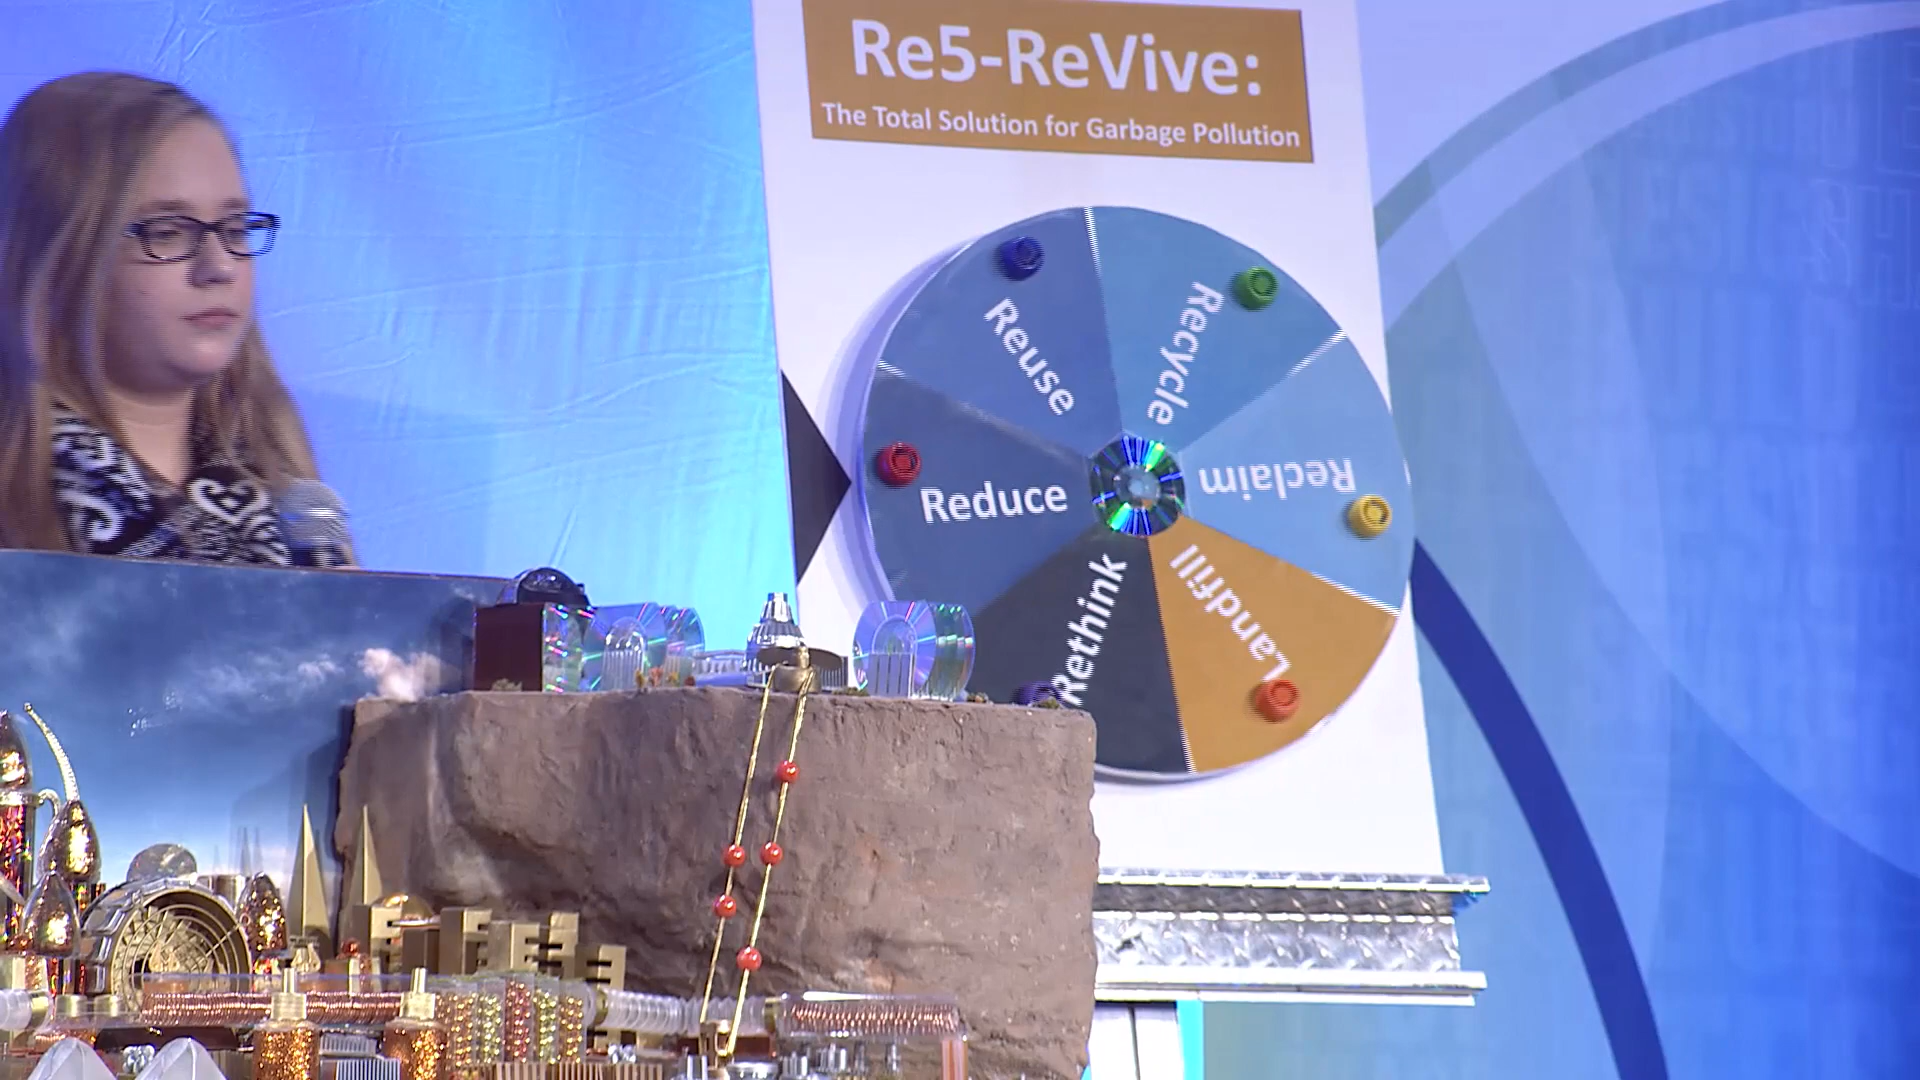 Re5-ReVive:
The Total Solution for Garbage Pollution
Reuse
Recycle
Reclaim
Reduce
Rethink
Landfill